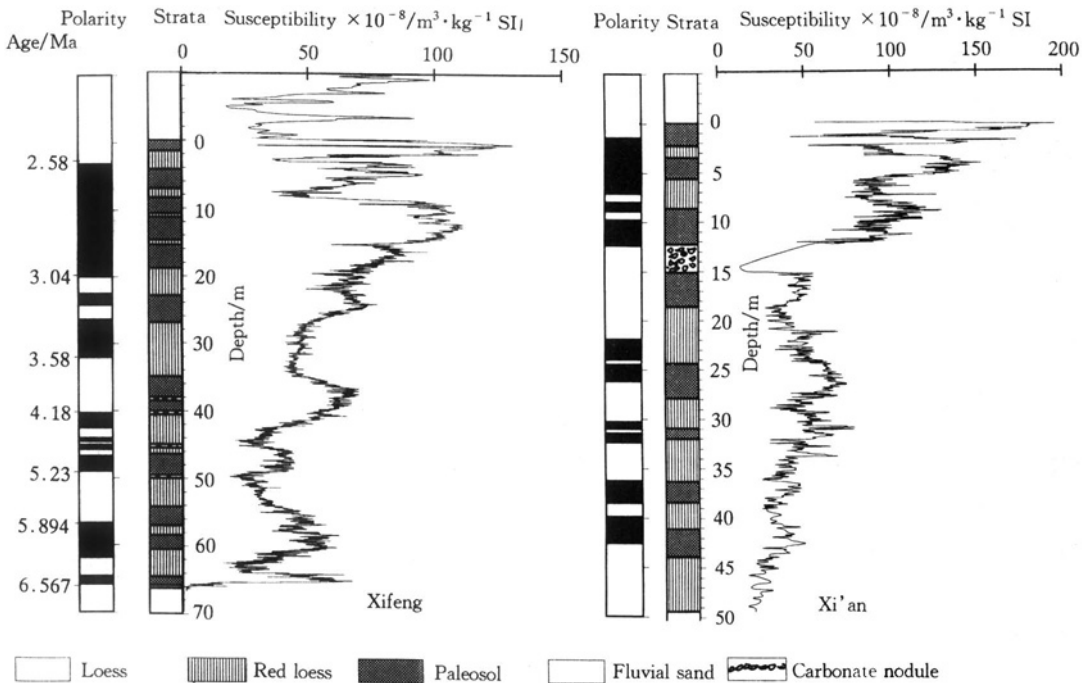 Polarity Strata Susceptibility ×10⁻⁸/m³·kg⁻¹ SI
Age/Ma
0 50 100 150
2.58
3.04
3.58
4.18
5.23
5.894
6.567
0
10
20
30
40
50
60
70
Depth/m
Xifeng
Polarity Strata Susceptibility ×10⁻⁸/m³·kg⁻¹ SI
0 50 100 150 200
0
5
10
15
20
25
30
35
40
45
50
Depth/m
Xi'an
Loess Red loess Paleosol Fluvial sand Carbonate nodule